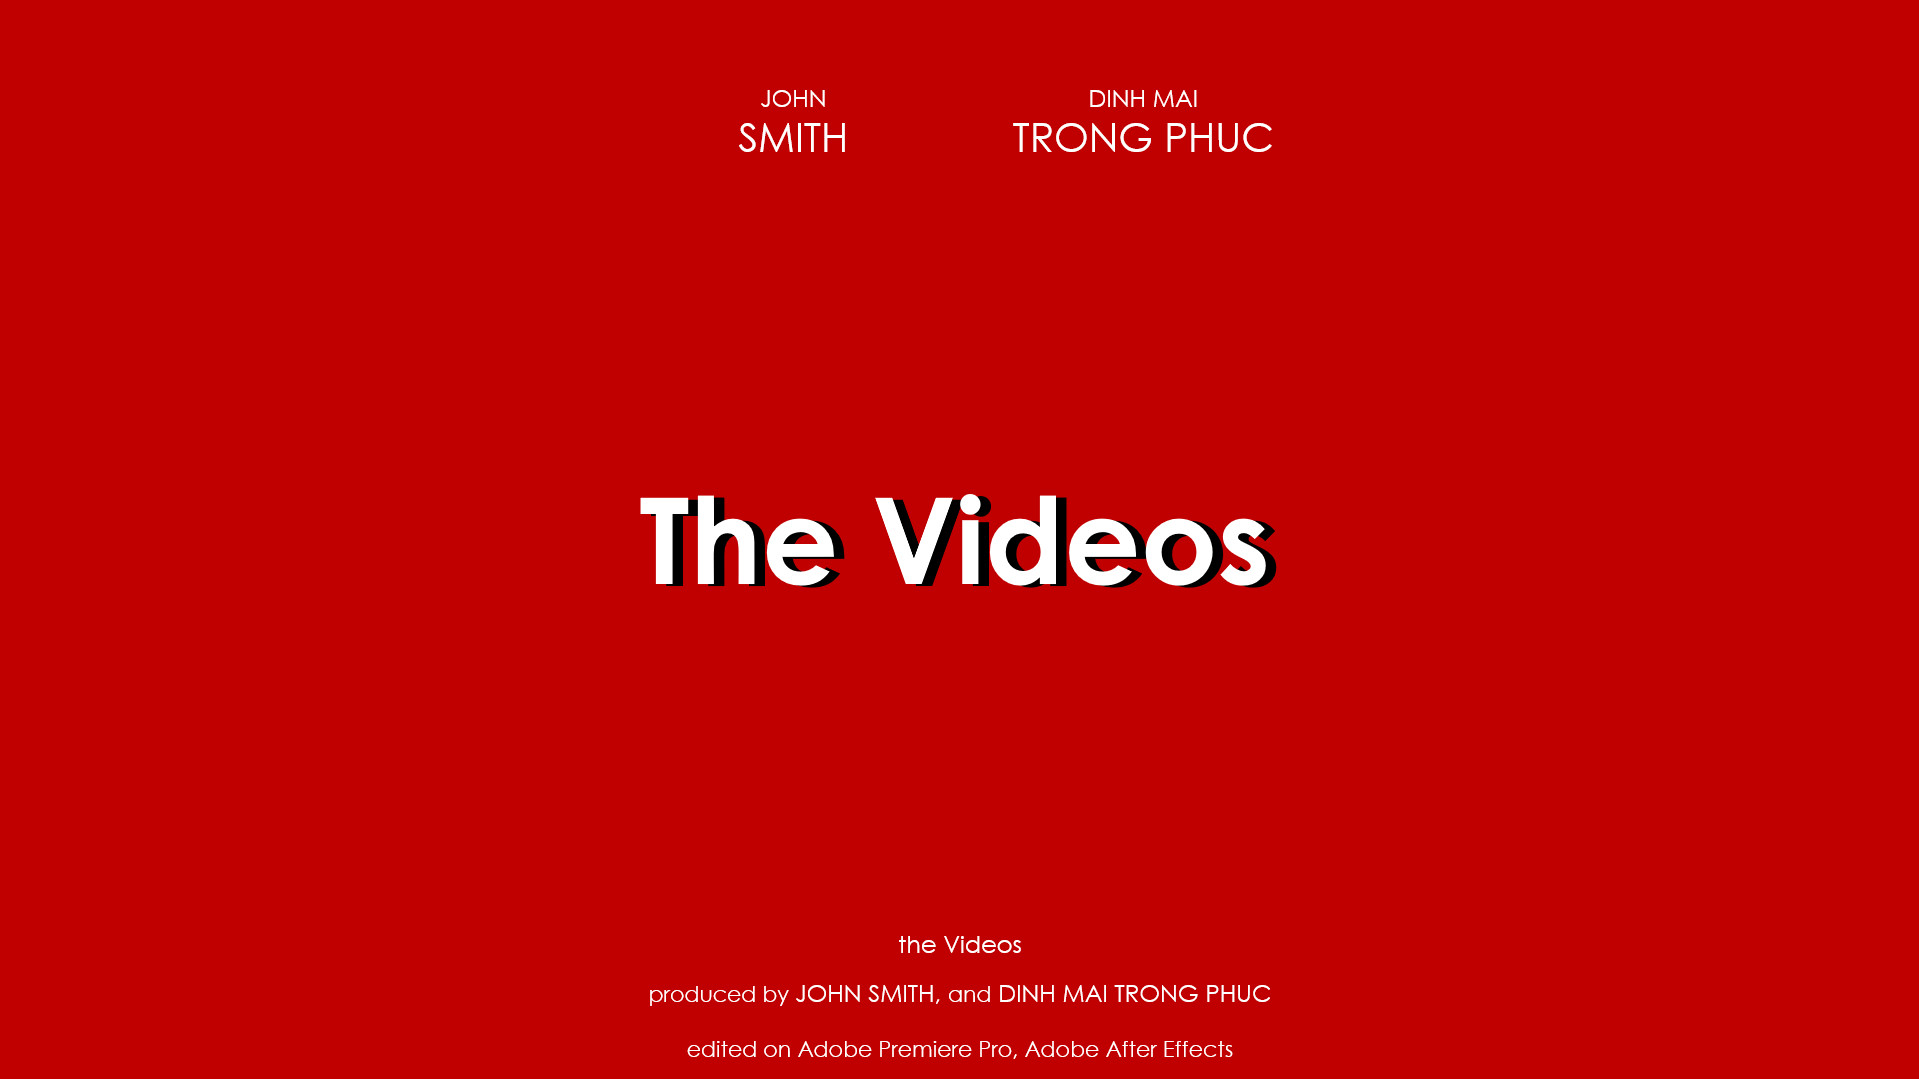 JOHN
SMITH
DINH MAI
TRONG PHUC
The Videos
the Videos
produced by JOHN SMITH, and DINH MAI TRONG PHUC
edited on Adobe Premiere Pro, Adobe After Effects